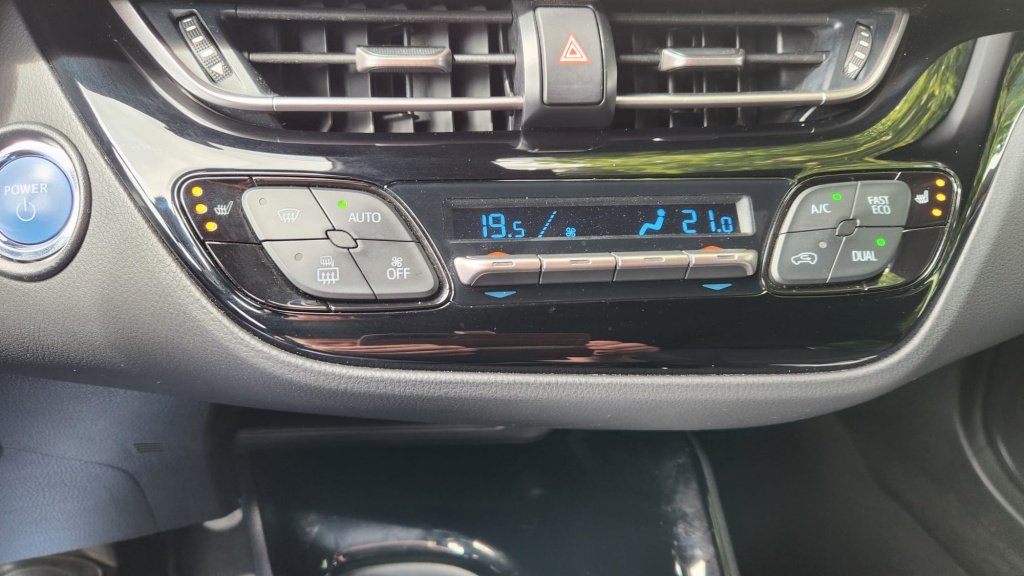 POWER
AUTO
OFF
19.5
21.0
A/C
FAST
ECO
DUAL